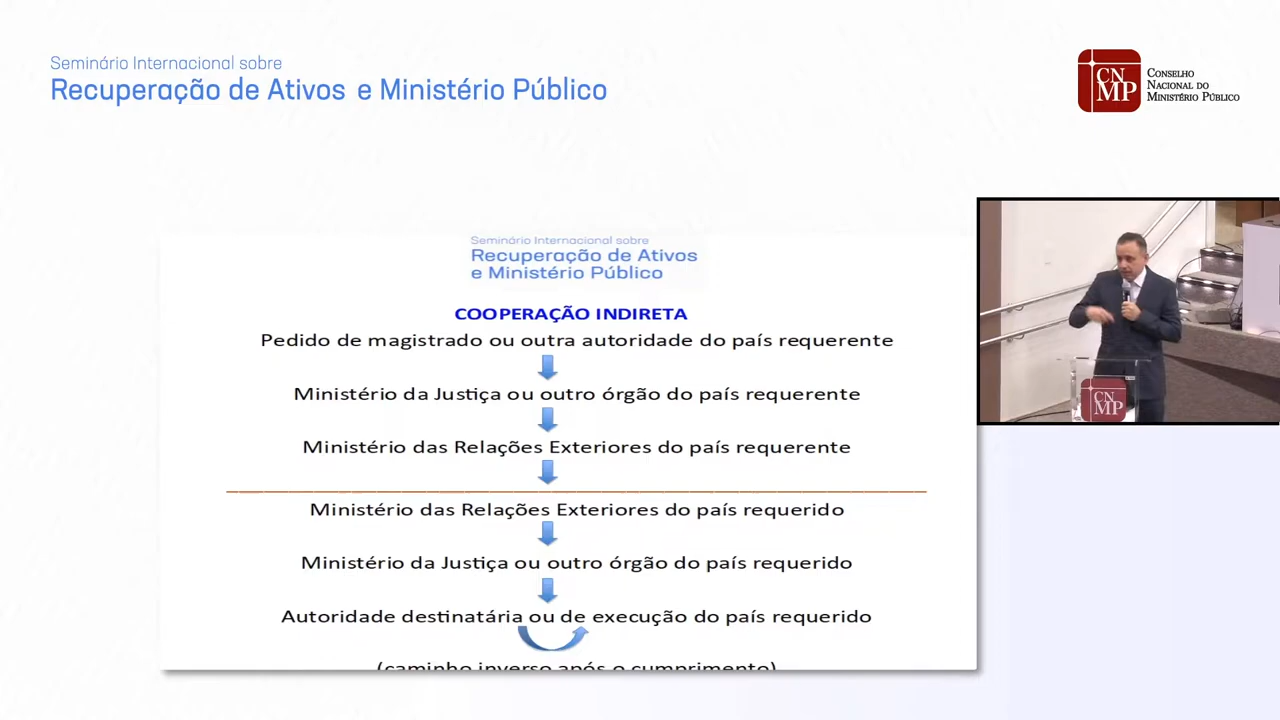 Seminário Internacional sobre
Recuperação de Ativos e Ministério Público
CN
MP
CONSELHO
NACIONAL DO
MINISTÉRIO PÚBLICO
Seminário Internacional sobre
Recuperação de Ativos
e Ministério Público
COOPERAÇÃO INDIRETA
Pedido de magistrado ou outra autoridade do país requerente
Ministério da Justiça ou outro órgão do país requerente
Ministério das Relações Exteriores do país requerente
Ministério das Relações Exteriores do país requerido
Ministério da Justiça ou outro órgão do país requerido
Autoridade destinatária ou de execução do país requerido
(caminho inverso após o cumprimento)
CN
MP